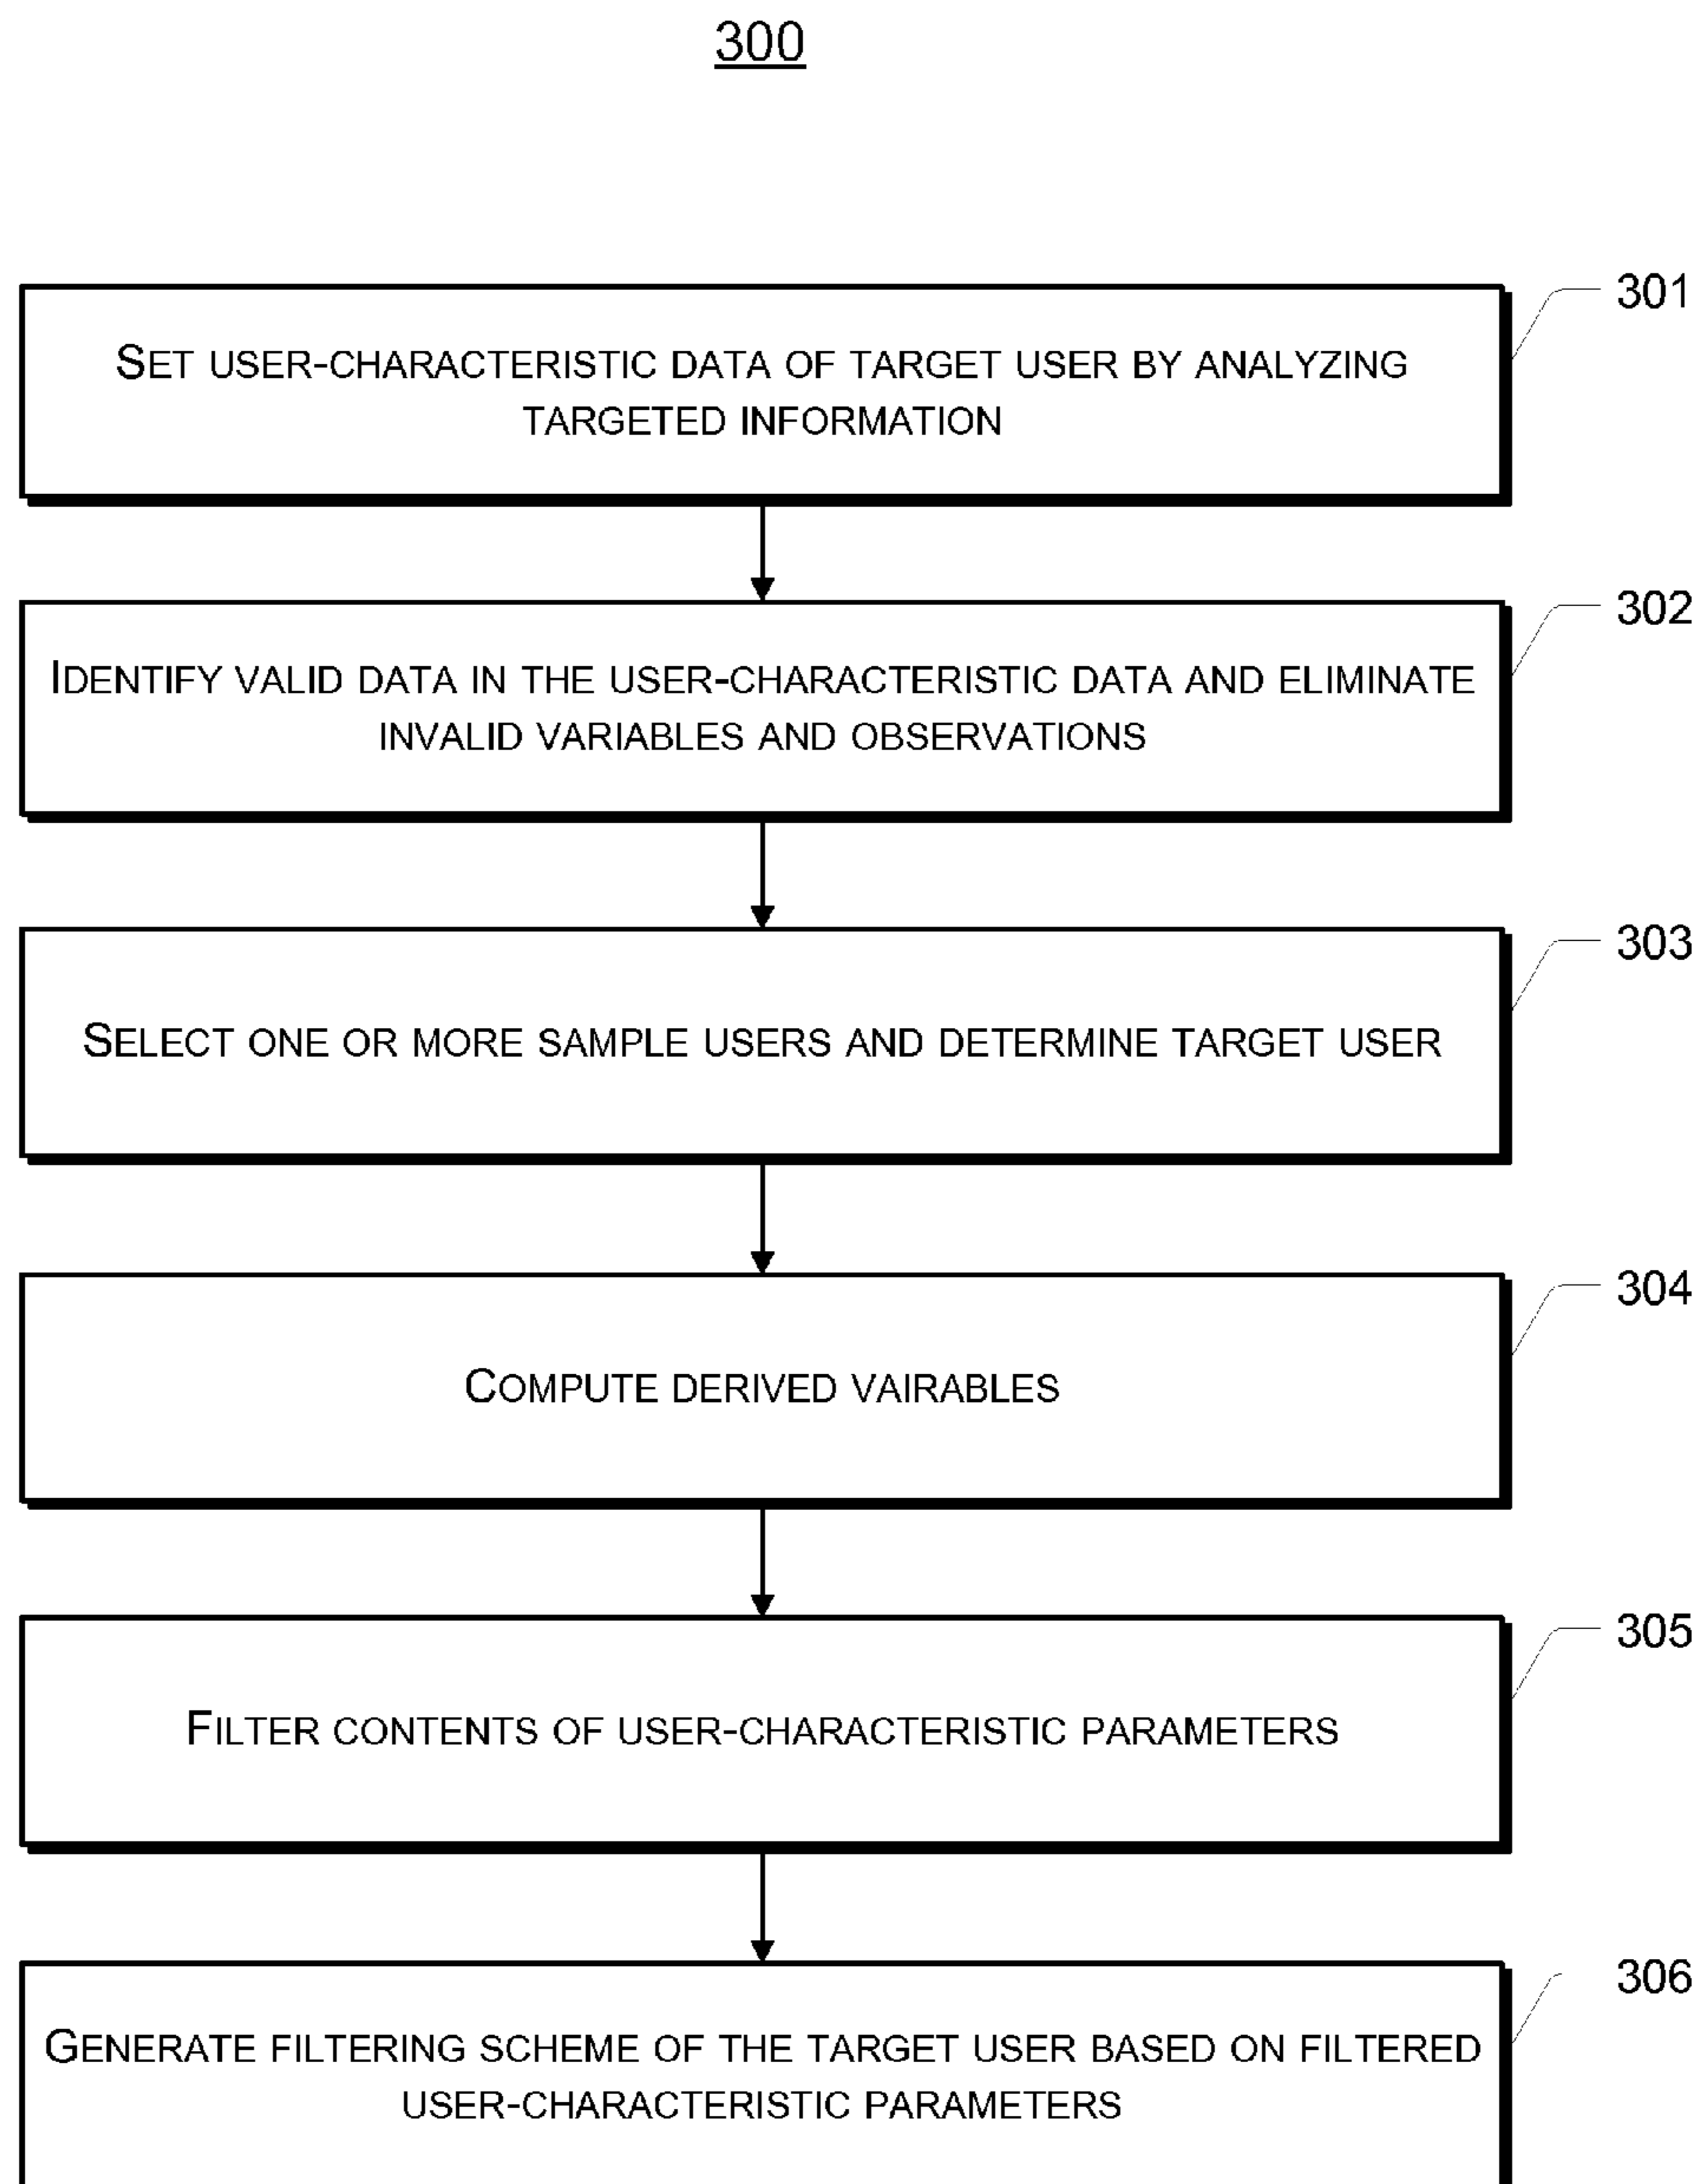 300
301
SET USER-CHARACTERISTIC DATA OF TARGET USER BY ANALYZING
TARGETED INFORMATION
302
IDENTIFY VALID DATA IN THE USER-CHARACTERISTIC DATA AND ELIMINATE
INVALID VARIABLES AND OBSERVATIONS
303
SELECT ONE OR MORE SAMPLE USERS AND DETERMINE TARGET USER
304
COMPUTE DERIVED VAIRABLES
305
FILTER CONTENTS OF USER-CHARACTERISTIC PARAMETERS
306
GENERATE FILTERING SCHEME OF THE TARGET USER BASED ON FILTERED
USER-CHARACTERISTIC PARAMETERS